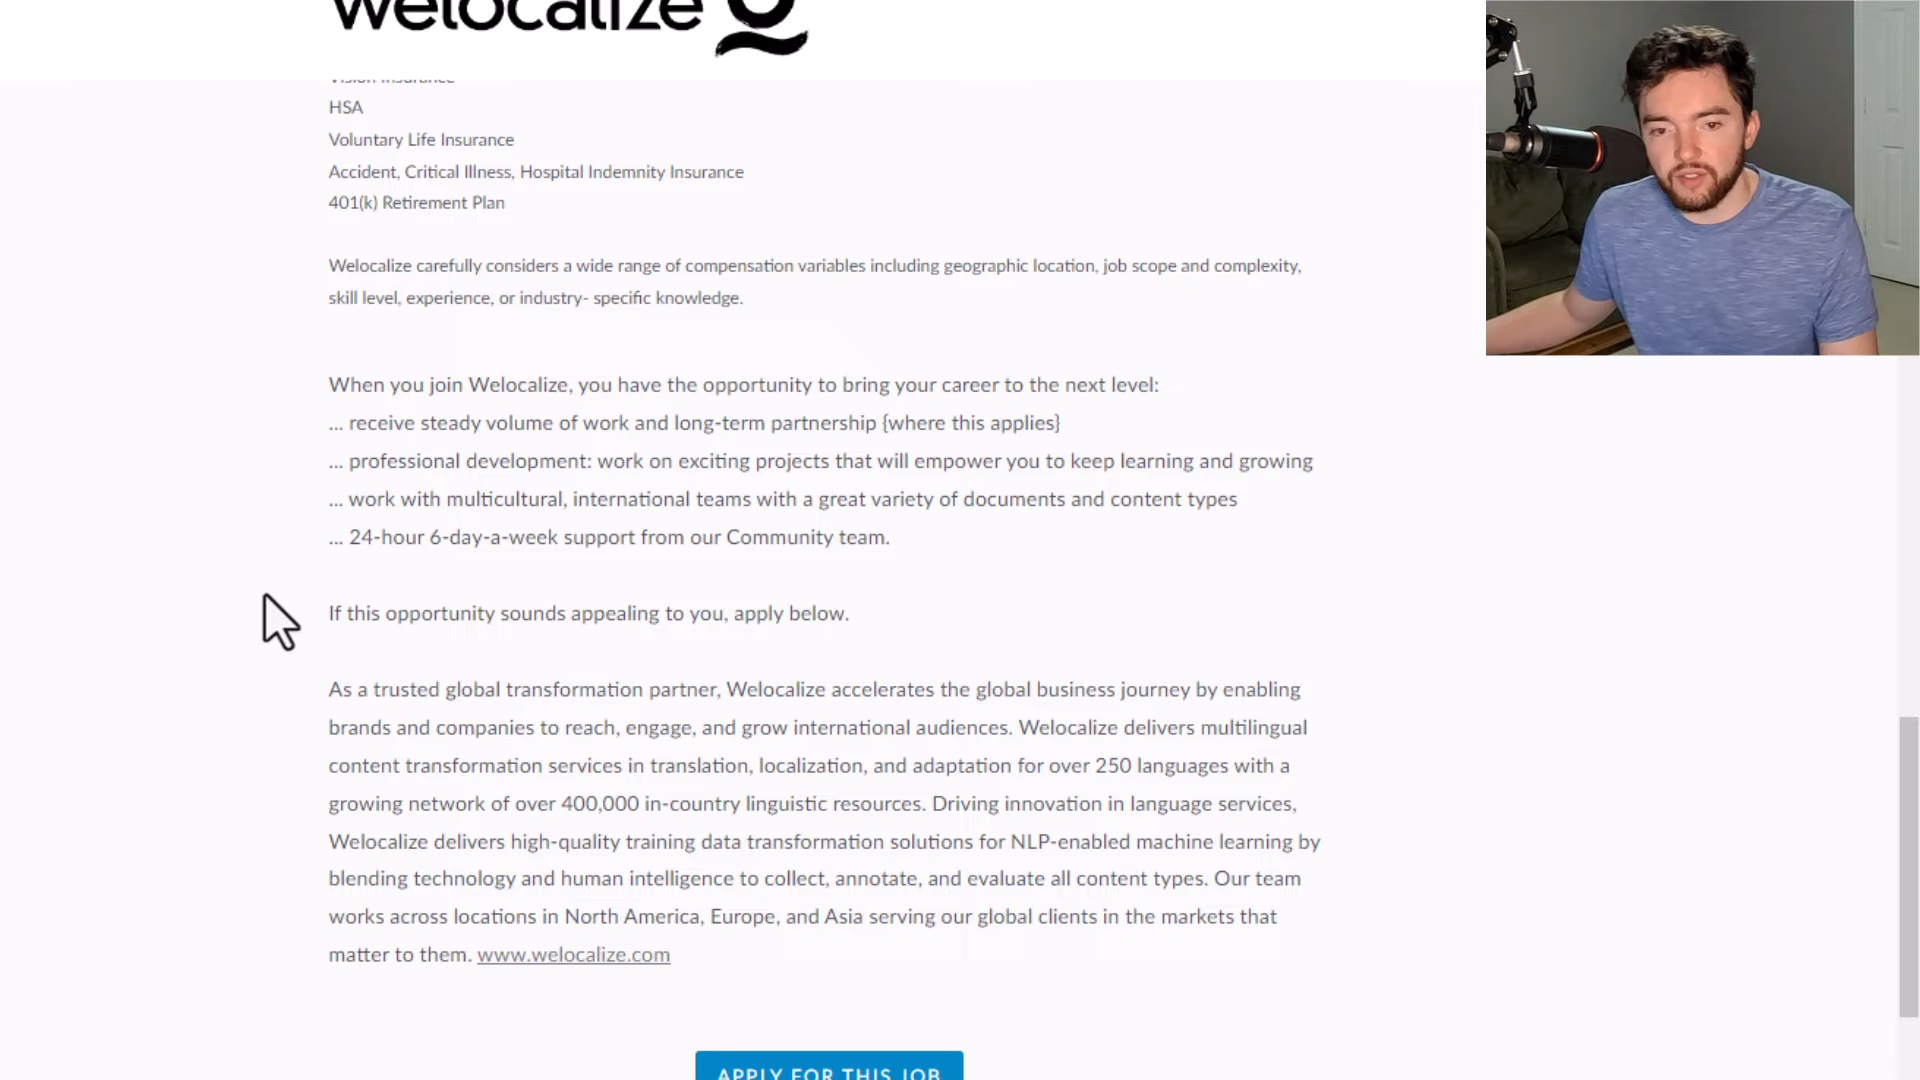 welocalize
Vision Insurance
HSA
Voluntary Life Insurance
Accident, Critical Illness, Hospital Indemnity Insurance
401(k) Retirement Plan
Welocalize carefully considers a wide range of compensation variables including geographic location, job scope and complexity,
skill level, experience, or industry- specific knowledge.
When you join Welocalize, you have the opportunity to bring your career to the next level:
... receive steady volume of work and long-term partnership {where this applies}
... professional development: work on exciting projects that will empower you to keep learning and growing
... work with multicultural, international teams with a great variety of documents and content types
... 24-hour 6-day-a-week support from our Community team.
If this opportunity sounds appealing to you, apply below.
As a trusted global transformation partner, Welocalize accelerates the global business journey by enabling
brands and companies to reach, engage, and grow international audiences. Welocalize delivers multilingual
content transformation services in translation, localization, and adaptation for over 250 languages with a
growing network of over 400,000 in-country linguistic resources. Driving innovation in language services,
Welocalize delivers high-quality training data transformation solutions for NLP-enabled machine learning by
blending technology and human intelligence to collect, annotate, and evaluate all content types. Our team
works across locations in North America, Europe, and Asia serving our global clients in the markets that
matter to them. www.welocalize.com
APPLY FOR THIS JOB